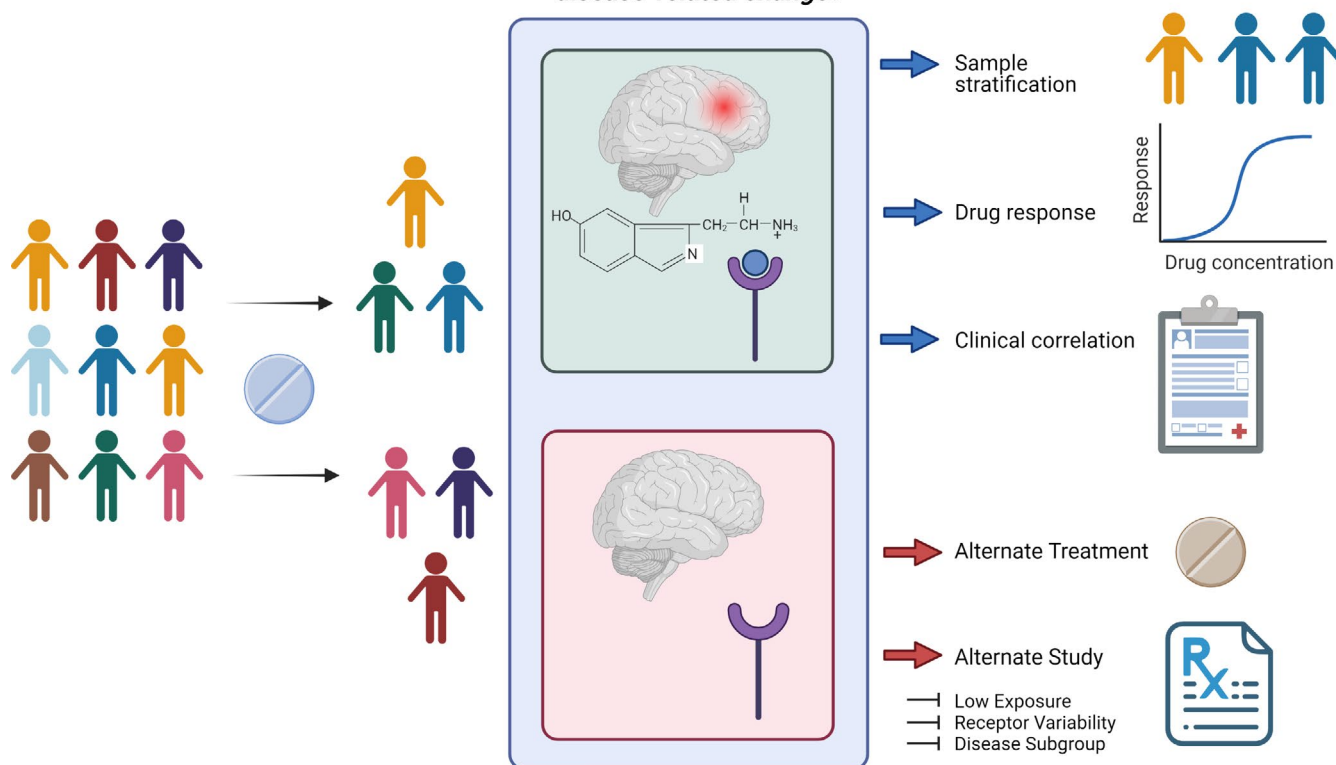 Sample
stratification
Response
Drug response
Drug concentration
HO
H
CH₂
CH
NH₃
+
N
Clinical correlation
Alternate Treatment
Alternate Study
Rx
Low Exposure
Receptor Variability
Disease Subgroup